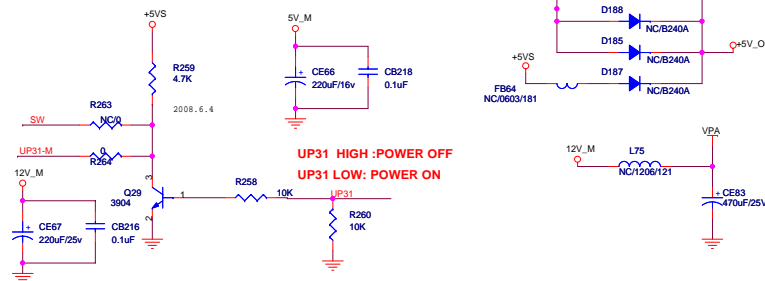 +5VS
R259
4.7K
2008.6.4
R263
NC/0
SW
UP31-M
0
R264
12V_M
CE67
220uF/25v
CB216
0.1uF
3
Q29
3904
1
2
R258
10K
UP31
R260
10K
5V_M
+
CE66
220uF/16v
CB218
0.1uF
UP31 HIGH :POWER OFF
UP31 LOW: POWER ON
D188
NC/B240A
D185
NC/B240A
+5V_O
+5VS
FB64
NC/0603/181
D187
NC/B240A
12V_M
L75
NC/1206/121
VPA
+
CE83
470uF/25V
+